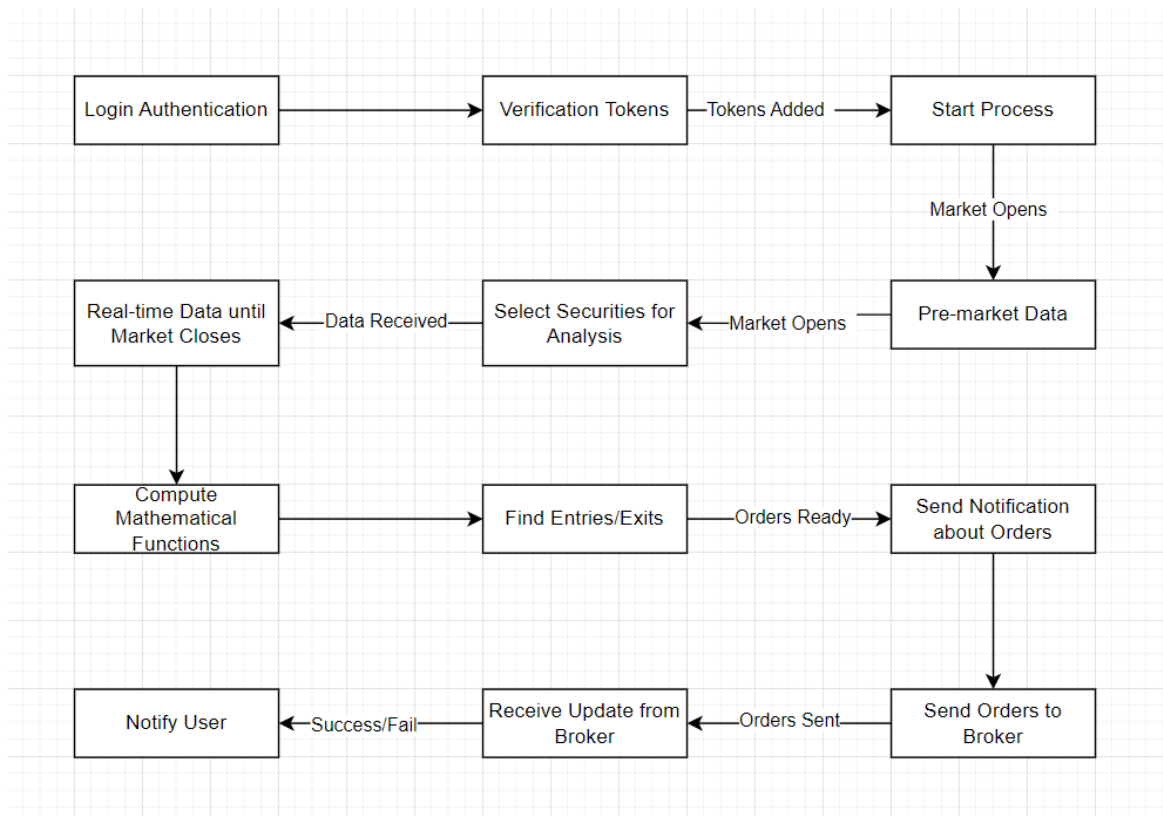 Login Authentication
Verification Tokens
Tokens Added
Start Process
Market Opens
Real-time Data until
Market Closes
Data Received
Select Securities for
Analysis
Market Opens
Pre-market Data
Compute
Mathematical
Functions
Find Entries/Exits
Orders Ready
Send Notification
about Orders
Notify User
Success/Fail
Receive Update from
Broker
Orders Sent
Send Orders to
Broker